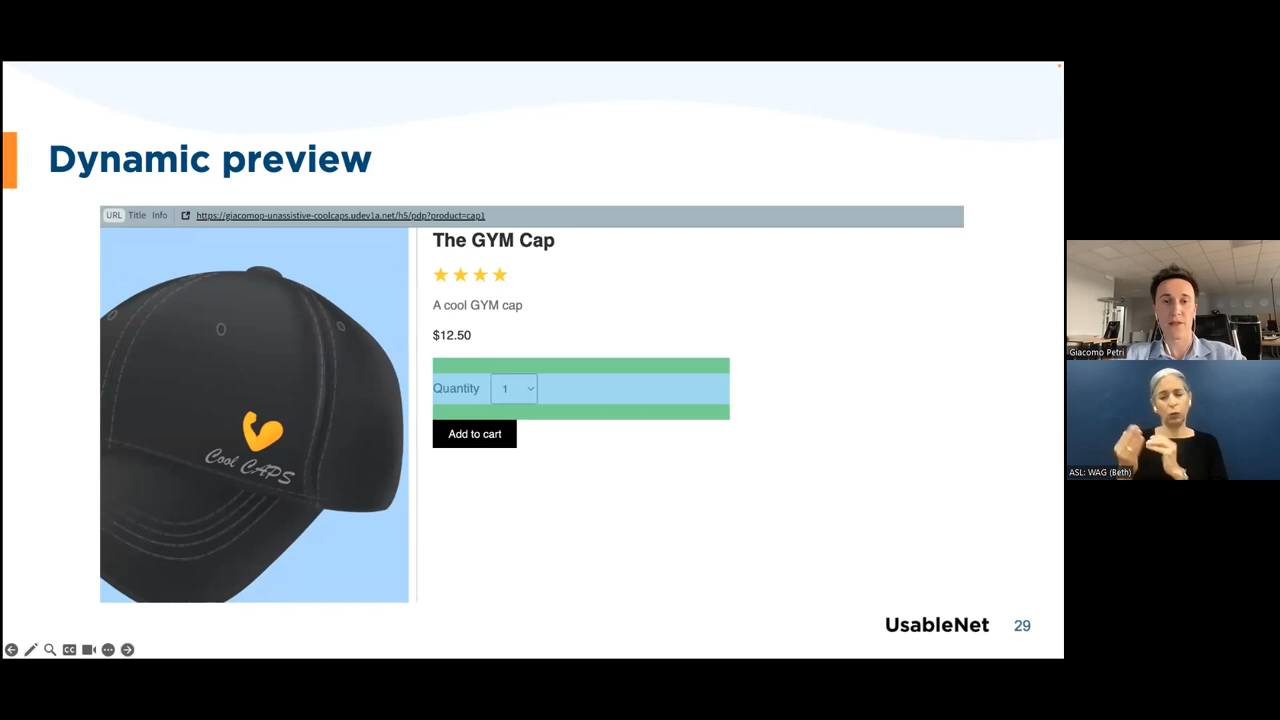 Dynamic preview
URL Title Info https://giacomop-unassistive-coolcaps.udev1a.net/h5/pdp?product=cap1
The GYM Cap
A cool GYM cap
$12.50
Quantity 1
Add to cart
Cool CAPS
UsableNet 29
CC
Giacomo Petri
ASL: WAG (Beth)